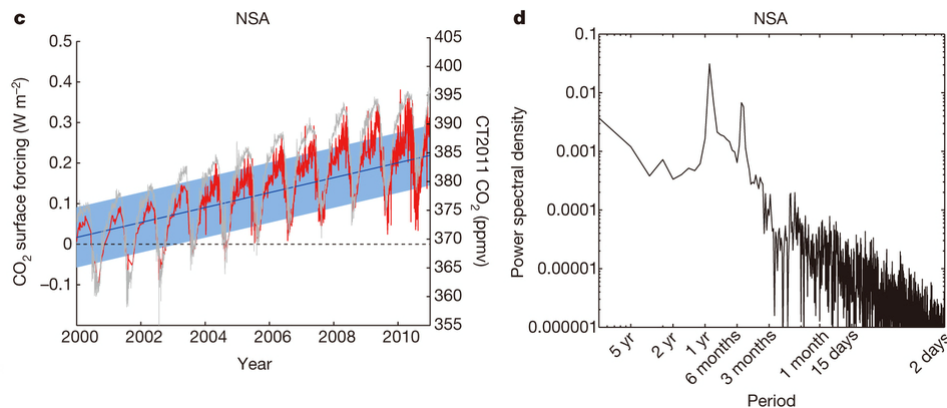 c
NSA
0.5
0.4
0.3
0.2
0.1
0
−0.1
CO2 surface forcing (W m−2)
405
400
395
390
385
380
375
370
365
360
355
CT2011 CO2 (ppmv)
2000 2002 2004 2006 2008 2010
Year
d
NSA
0.1
0.01
0.001
0.0001
0.00001
0.000001
Power spectral density
5 yr
2 yr
1 yr
6 months
3 months
1 month
15 days
2 days
Period